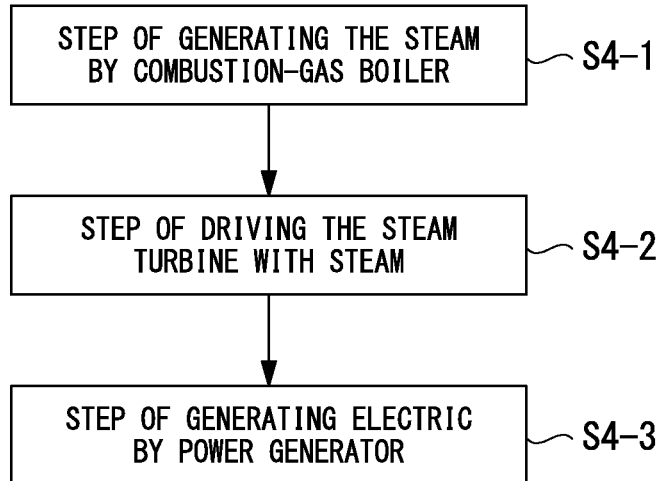 STEP OF GENERATING THE STEAM
BY COMBUSTION-GAS BOILER
S4-1
STEP OF DRIVING THE STEAM
TURBINE WITH STEAM
S4-2
STEP OF GENERATING ELECTRIC
BY POWER GENERATOR
S4-3